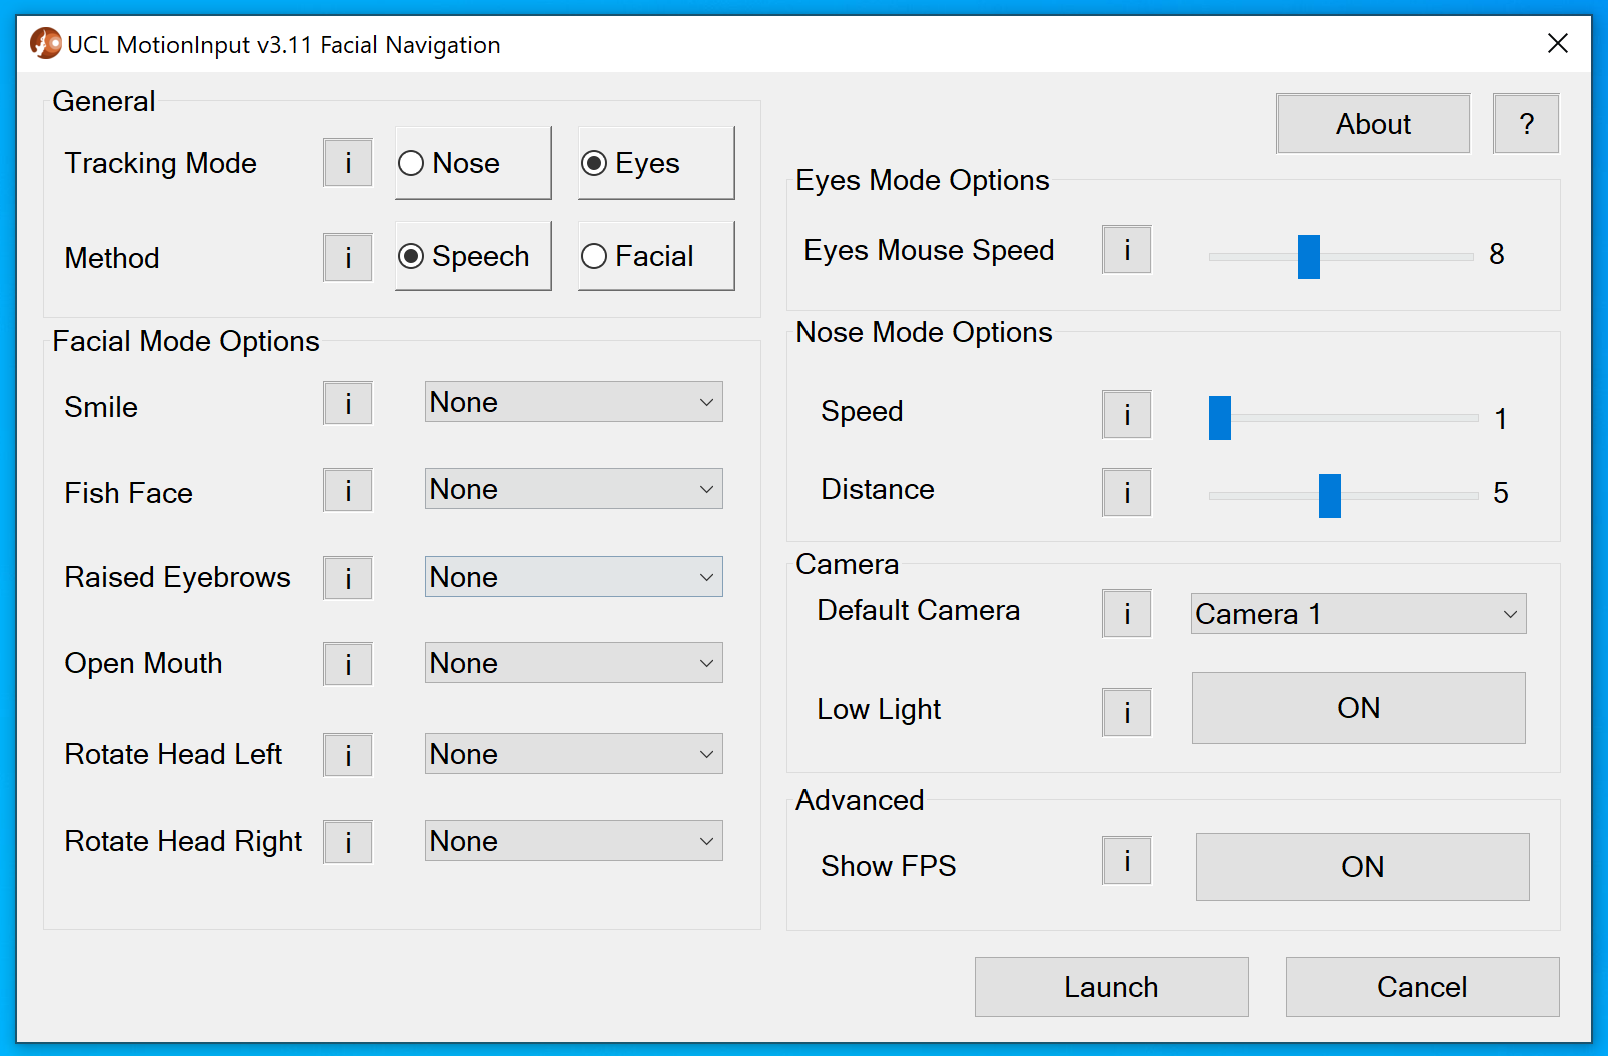 UCL MotionInput v3.11 Facial Navigation
General
Tracking Mode i Nose Eyes
Method i Speech Facial
Facial Mode Options
Smile i None
Fish Face i None
Raised Eyebrows i None
Open Mouth i None
Rotate Head Left i None
Rotate Head Right i None
About ?
Eyes Mode Options
Eyes Mouse Speed i 8
Nose Mode Options
Speed i 1
Distance i 5
Camera
Default Camera i Camera 1
Low Light i ON
Advanced
Show FPS i ON
Launch Cancel